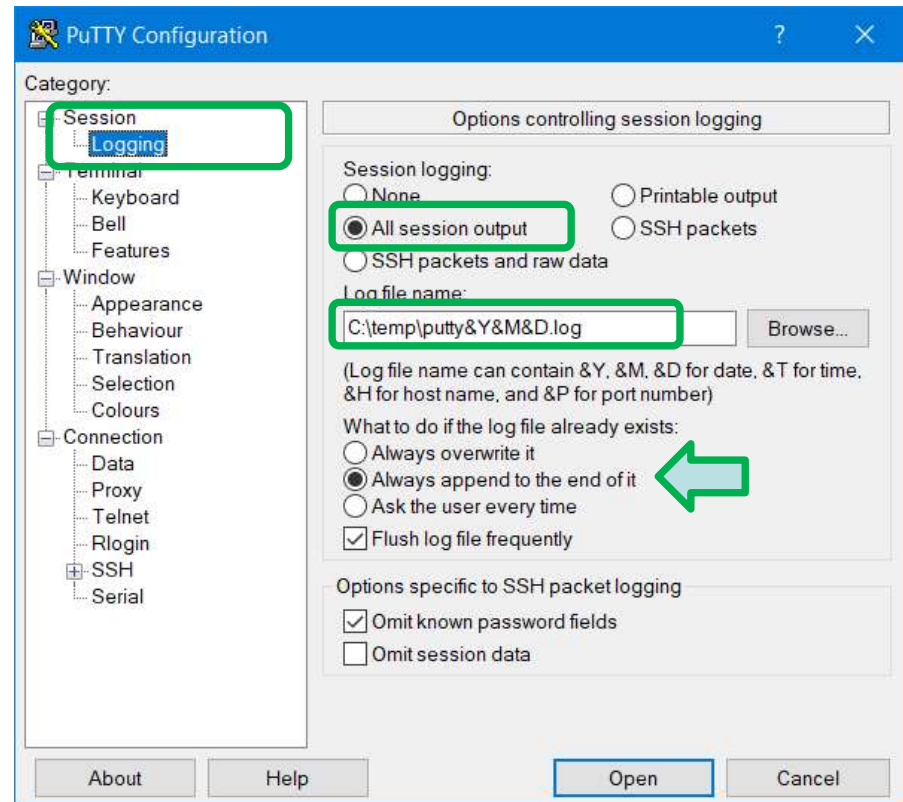 PuTTY Configuration
?
Category:
Session
Logging
Terminal
Keyboard
Bell
Features
Window
Appearance
Behaviour
Translation
Selection
Colours
Connection
Data
Proxy
Telnet
Rlogin
SSH
Serial
Options controlling session logging
Session logging:
None Printable output
All session output SSH packets
SSH packets and raw data
Log file name:
C:\temp\putty&Y&M&D.log Browse...
(Log file name can contain &Y, &M, &D for date, &T for time,
&H for host name, and &P for port number)
What to do if the log file already exists:
Always overwrite it
Always append to the end of it
Ask the user every time
Flush log file frequently
Options specific to SSH packet logging
Omit known password fields
Omit session data
About Help Open Cancel